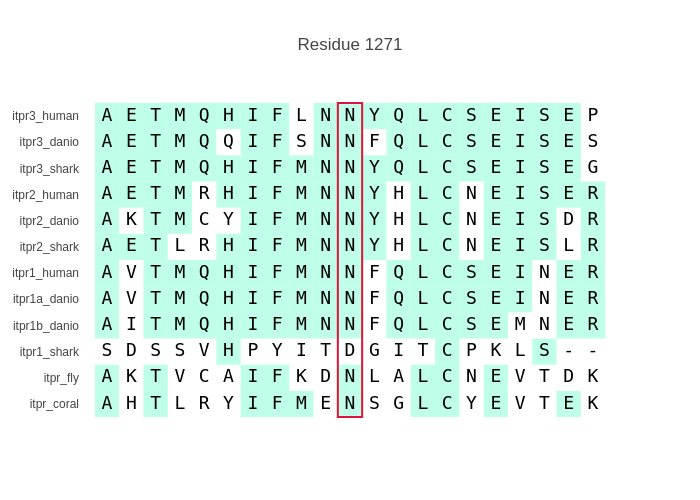 Residue 1271
itpr3_human A E T M Q H I F L N N Y Q L C S E I S E P
itpr3_danio A E T M Q Q I F S N N F Q L C S E I S E S
itpr3_shark A E T M Q H I F M N N Y Q L C S E I S E G
itpr2_human A E T M R H I F M N N Y H L C N E I S E R
itpr2_danio A K T M C Y I F M N N Y H L C N E I S D R
itpr2_shark A E T L R H I F M N N Y H L C N E I S L R
itpr1_human A V T M Q H I F M N N F Q L C S E I N E R
itpr1a_danio A V T M Q H I F M N N F Q L C S E I N E R
itpr1b_danio A I T M Q H I F M N N F Q L C S E M N E R
itpr1_shark S D S S V H P Y I T D G I T C P K L S - -
itpr_fly A K T V C A I F K D N L A L C N E V T D K
itpr_coral A H T L R Y I F M E N S G L C Y E V T E K